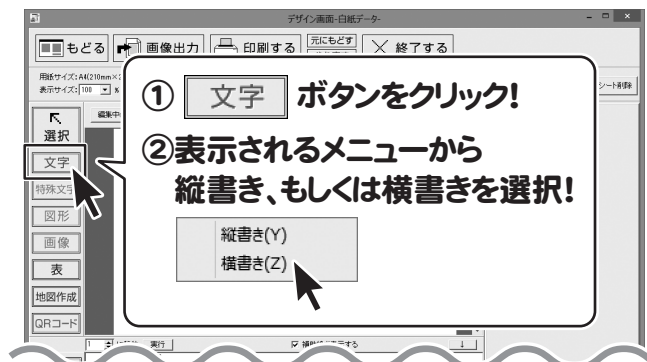 デザイン画面-白紙データ-
もどる 画像出力 印刷する 元にもどす 終了する
用紙サイズ:A4(210mm×2
表示サイズ: 100 %
シート削除
編集中
選択
文字
特殊文字
図形
画像
表
地図作成
QRコード
① 文字 ボタンをクリック!
②表示されるメニューから
縦書き、もしくは横書きを選択!
縦書き(Y)
横書き(Z)
1 実行